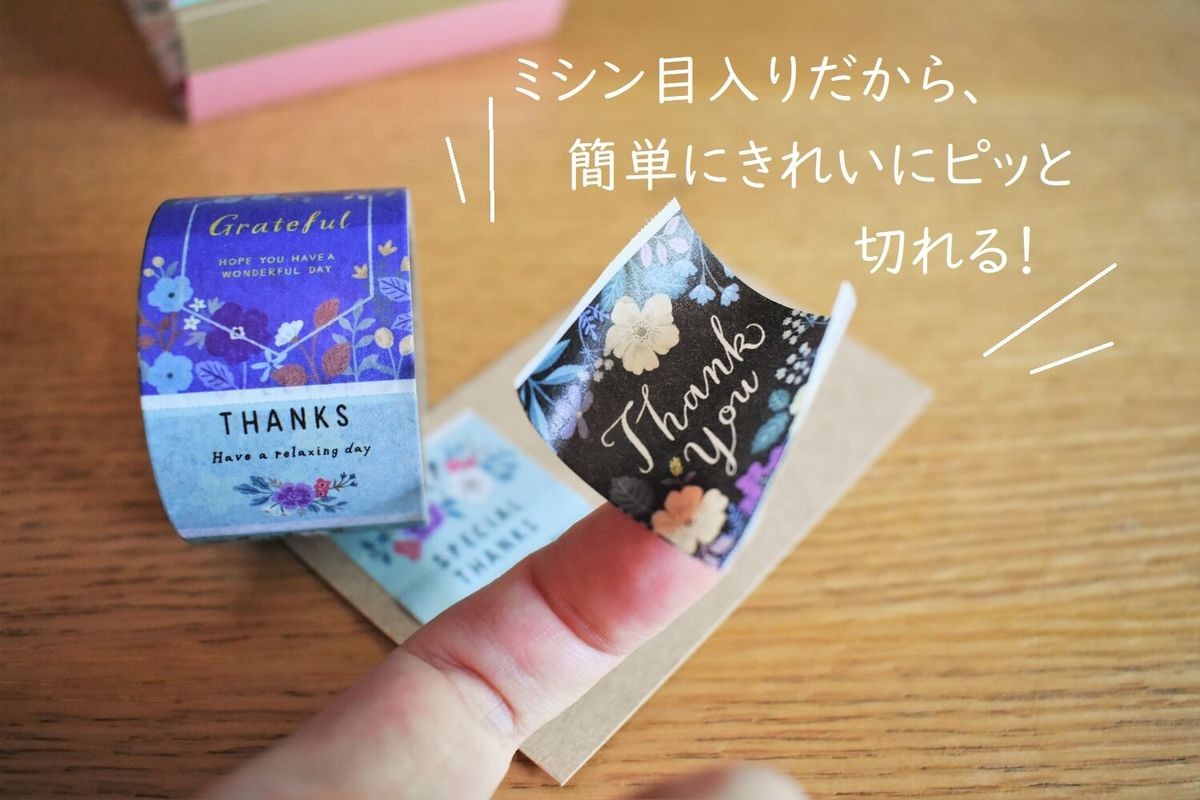 ミシン目入りだから、
簡単にきれいにピッと
切れる！
Grateful
HOPE YOU HAVE A
WONDERFUL DAY
THANKS
Have a relaxing day
Thank
You
SPECIAL
THANKS